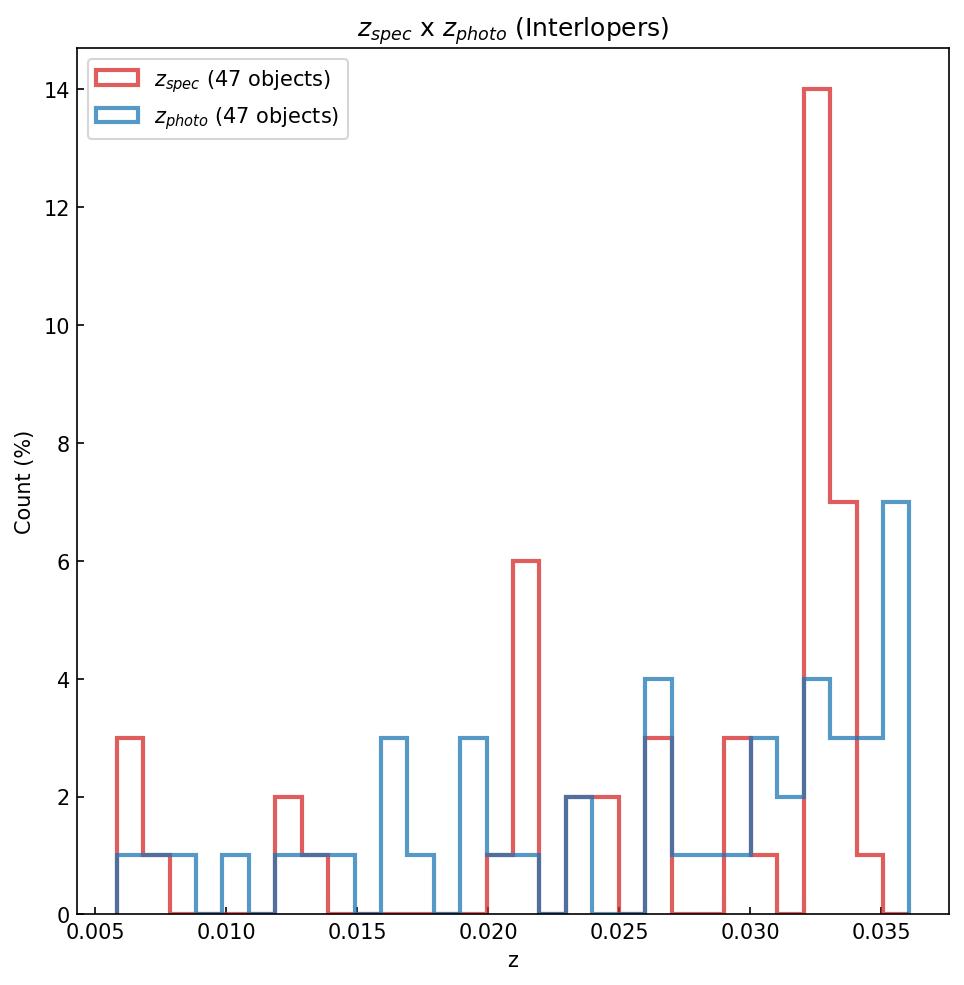 z_spec x z_photo (Interlopers)
z_spec (47 objects)
z_photo (47 objects)
14
12
10
8
6
4
2
0
Count (%)
0.005 0.010 0.015 0.020 0.025 0.030 0.035
z